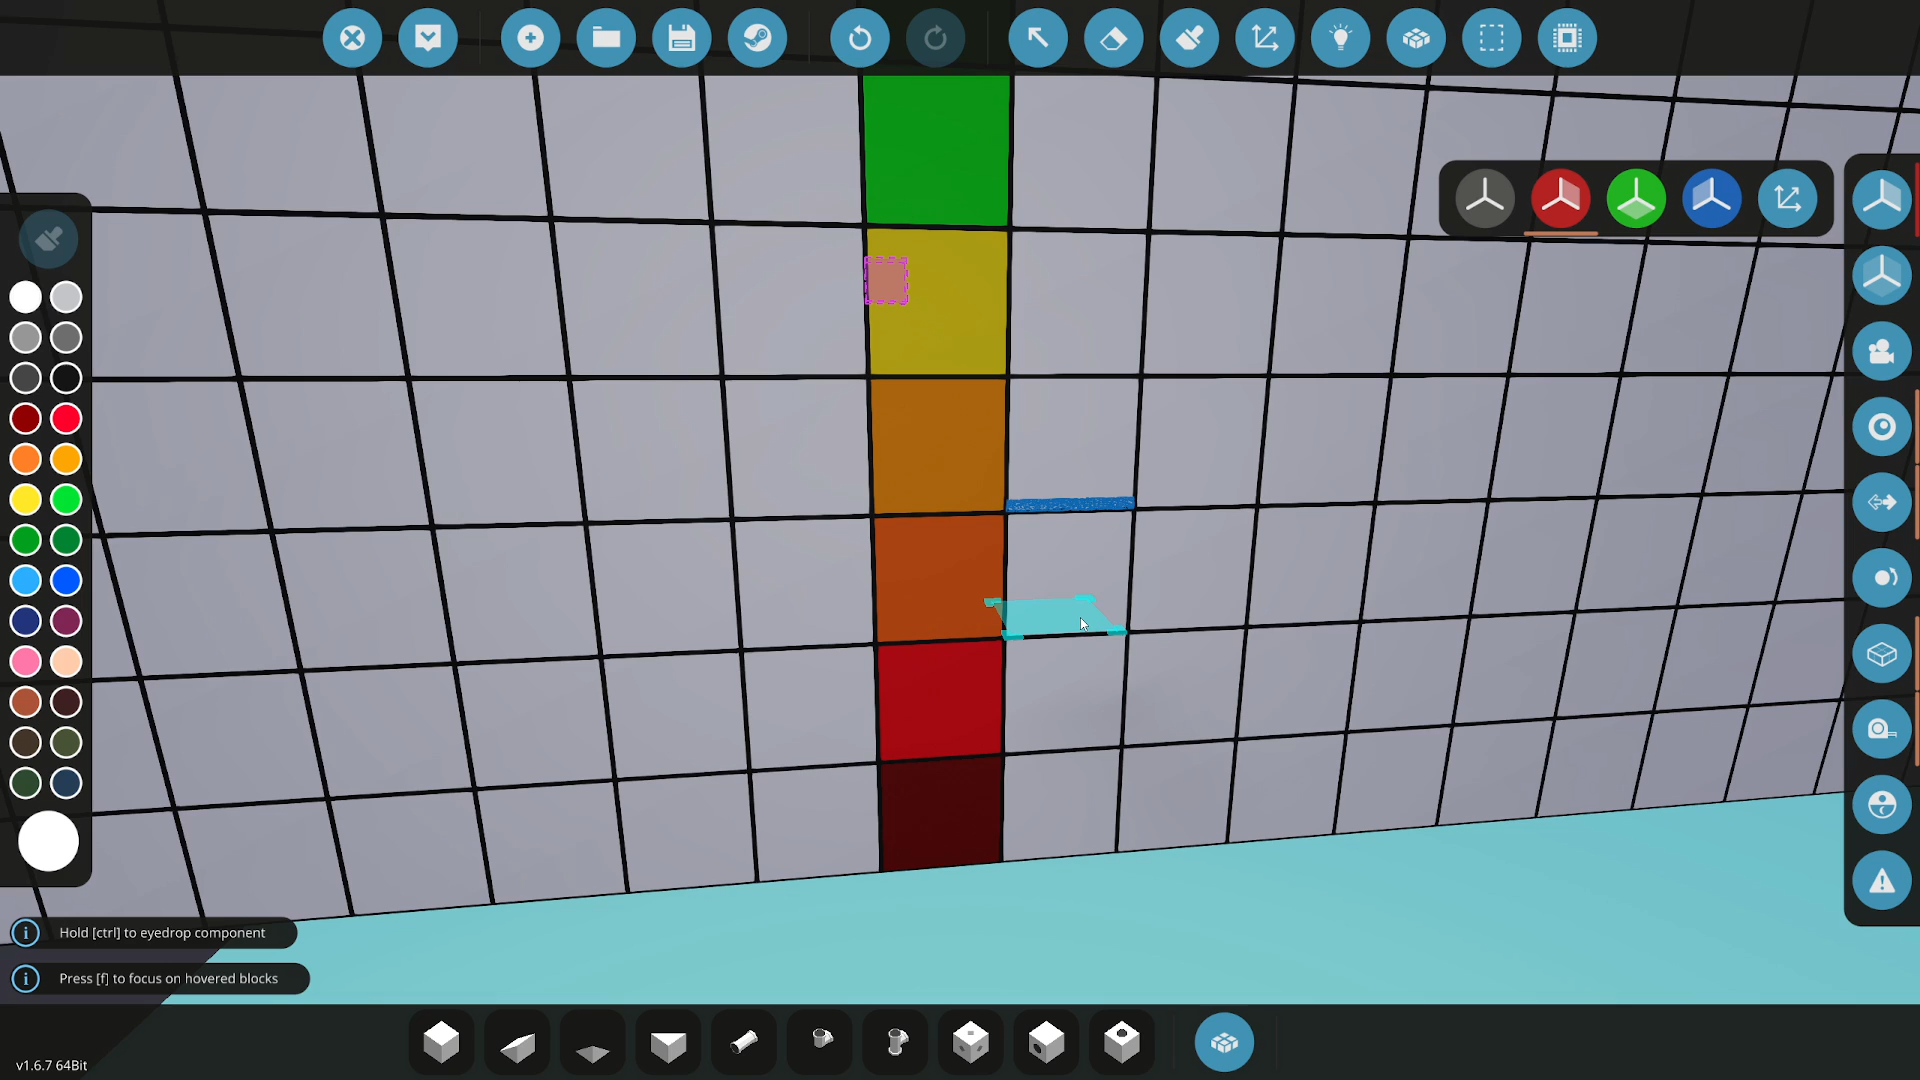 Hold [ctrl] to eyedrop component
Press [f] to focus on hovered blocks
v1.6.7 64Bit